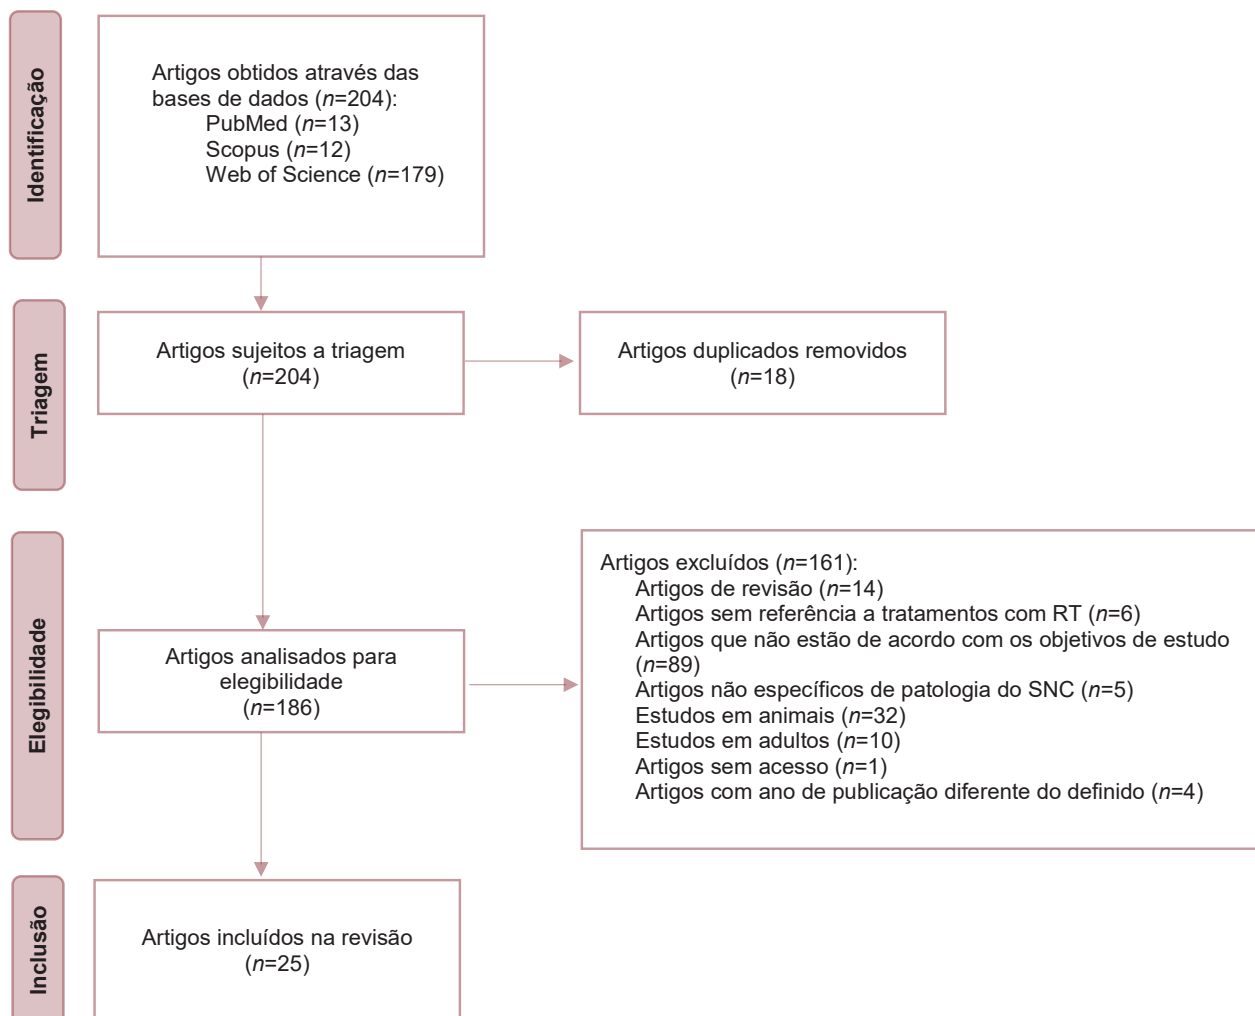 Identificação
Artigos obtidos através das
bases de dados (n=204):
PubMed (n=13)
Scopus (n=12)
Web of Science (n=179)
Triagem
Artigos sujeitos a triagem
(n=204)
Artigos duplicados removidos
(n=18)
Elegibilidade
Artigos analisados para
elegibilidade
(n=186)
Artigos excluídos (n=161):
Artigos de revisão (n=14)
Artigos sem referência a tratamentos com RT (n=6)
Artigos que não estão de acordo com os objetivos de estudo
(n=89)
Artigos não específicos de patologia do SNC (n=5)
Estudos em animais (n=32)
Estudos em adultos (n=10)
Artigos sem acesso (n=1)
Artigos com ano de publicação diferente do definido (n=4)
Inclusão
Artigos incluídos na revisão
(n=25)